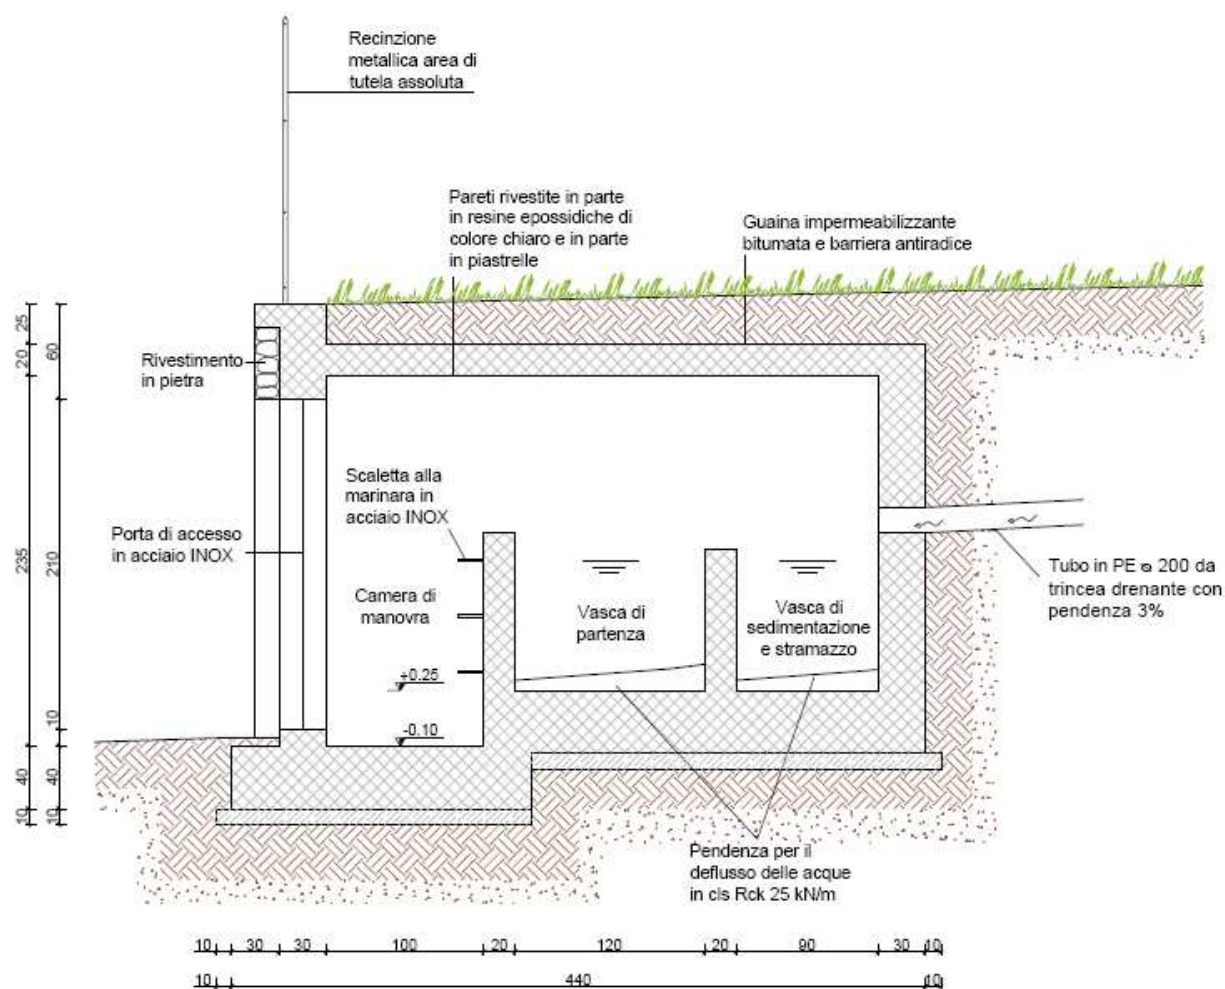 Recinzione
metallica area di
tutela assoluta
Pareti rivestite in parte
in resine epossidiche di
colore chiaro e in parte
in piastrelle
Guaina impermeabilizzante
bitumata e barriera antiradice
Rivestimento
in pietra
Scaletta alla
marinara in
acciaio INOX
Porta di accesso
in acciaio INOX
Camera di
manovra
Vasca di
partenza
Vasca di
sedimentazione
e stramazzo
Tubo in PE ⌀ 200 da
trincea drenante con
pendenza 3%
+0.25
-0.10
Pendenza per il
deflusso delle acque
in cls Rck 25 kN/m
25
20
235
40
10
60
210
10
40
10
10 30 30 100 20 120 20 90 30 10
10 440 10